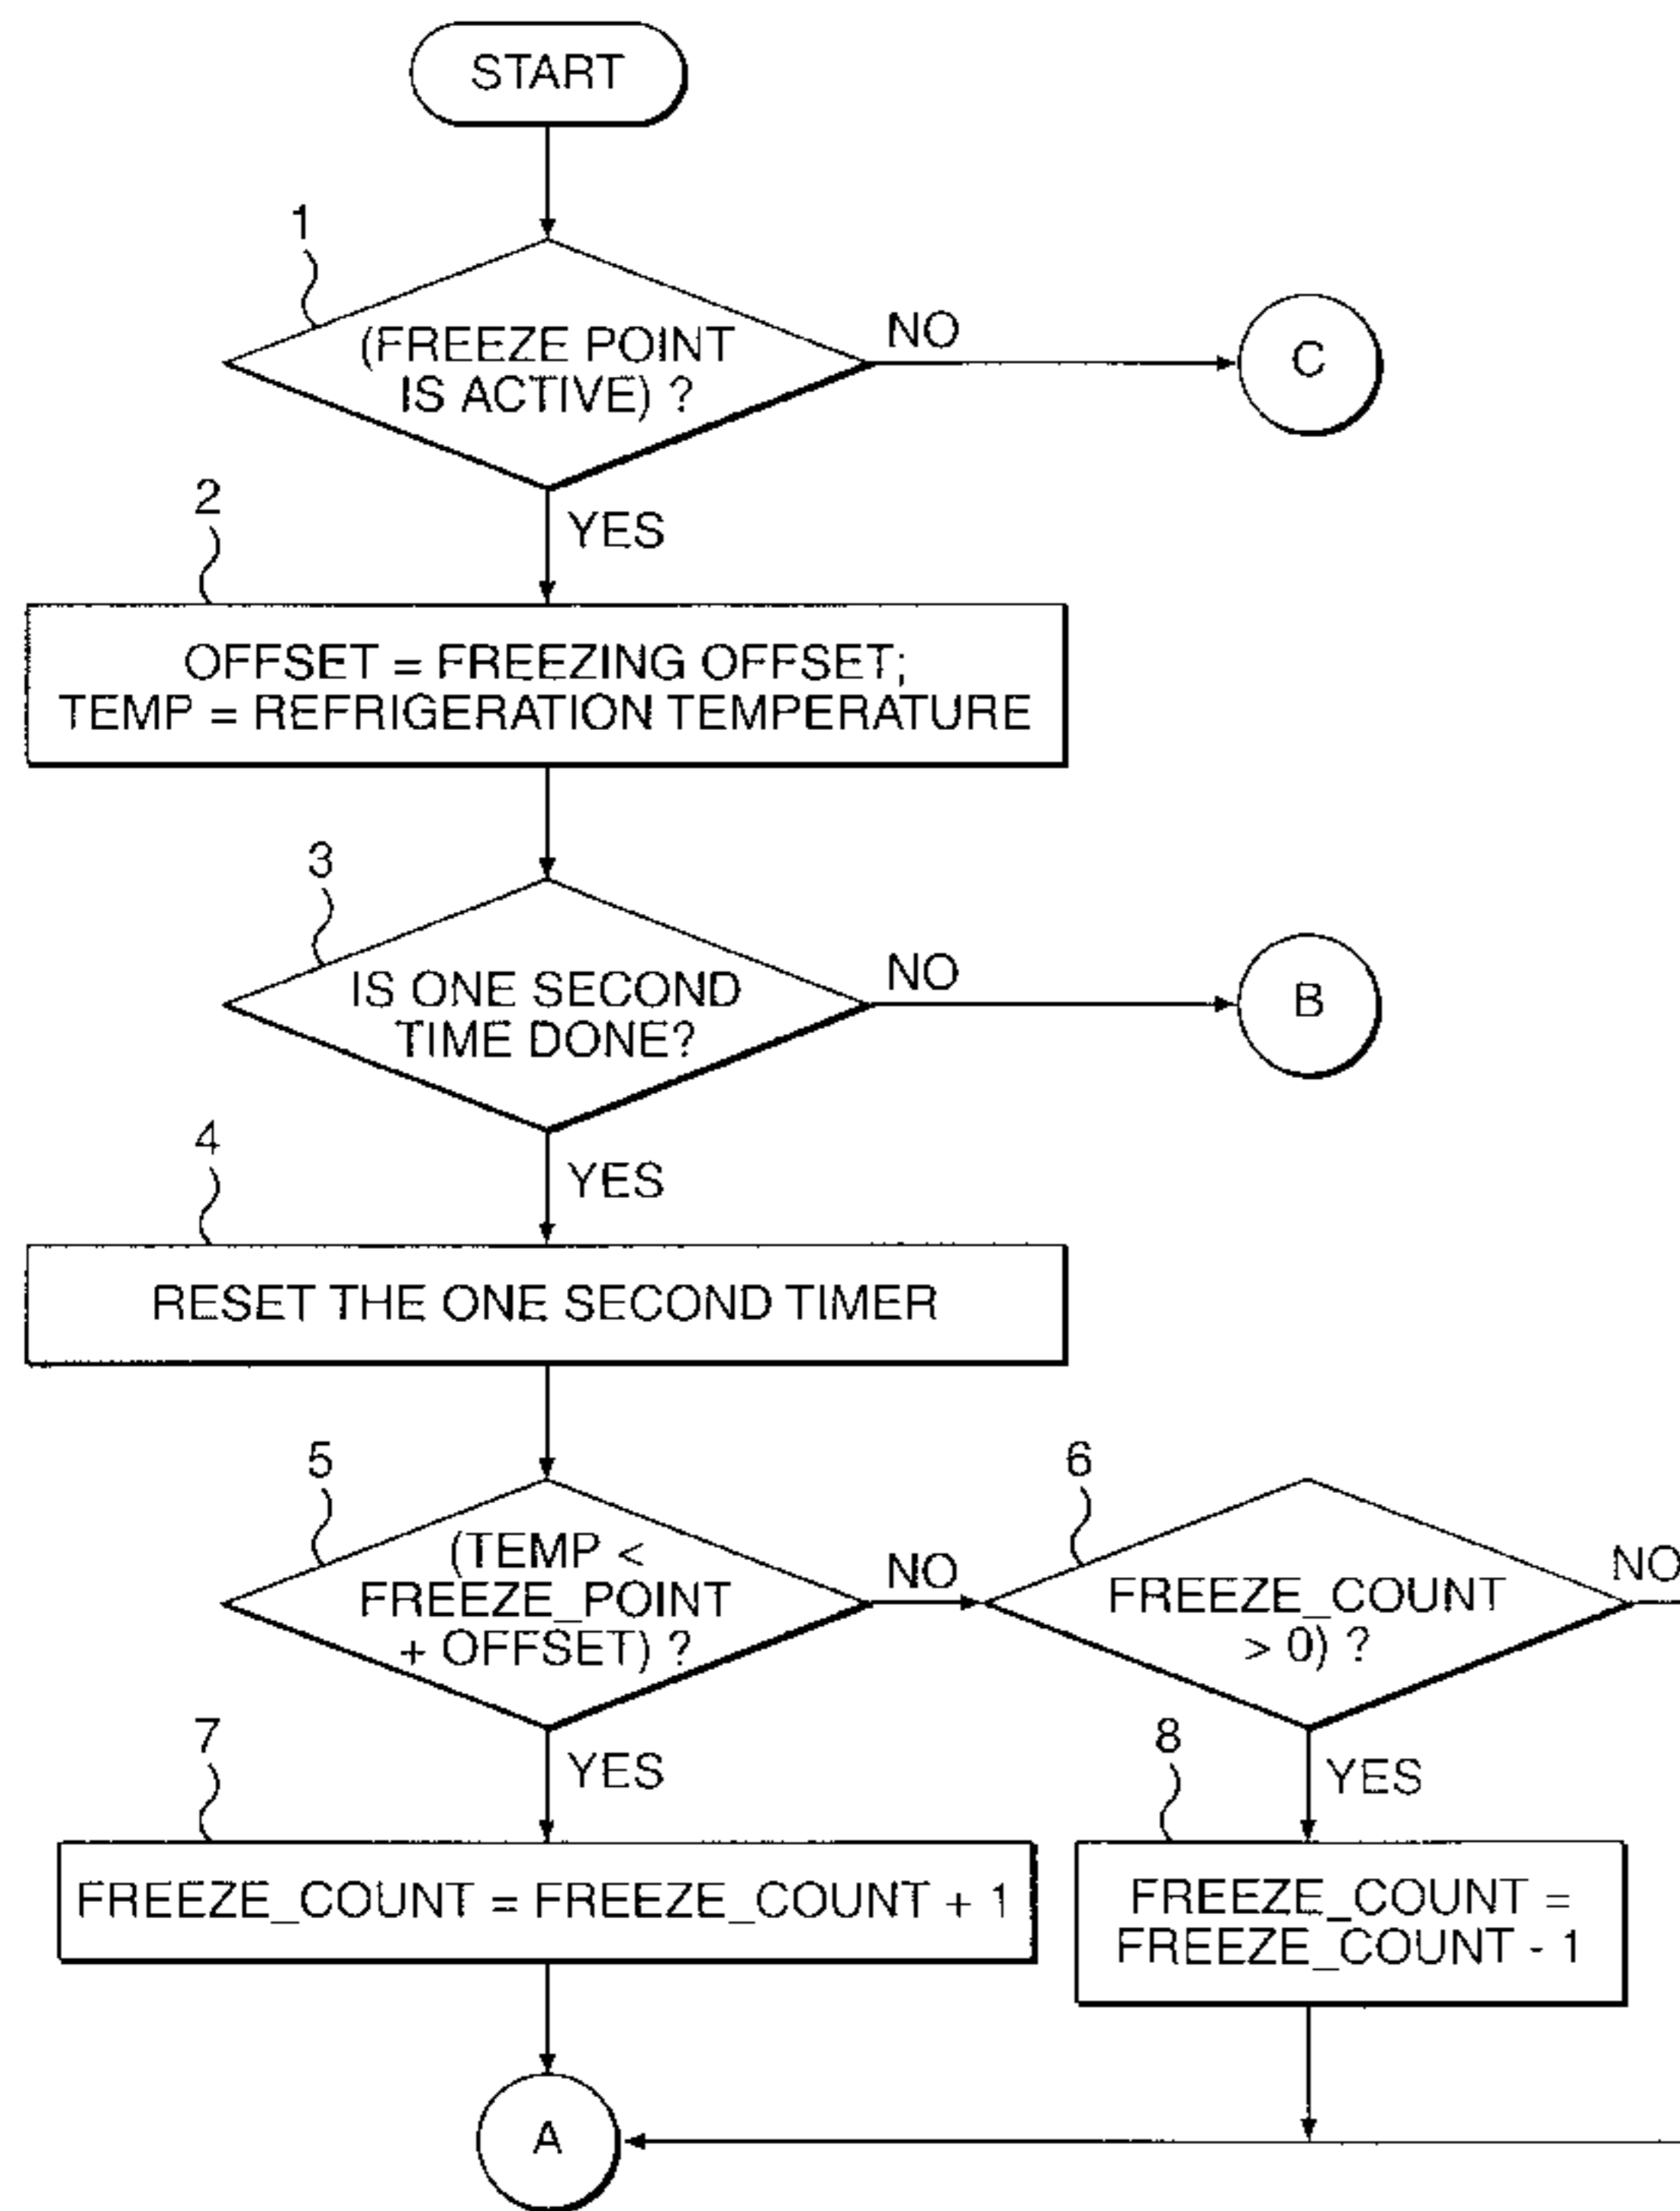 START
1
(FREEZE POINT
IS ACTIVE) ?
NO
C
YES
2
OFFSET = FREEZING OFFSET;
TEMP = REFRIGERATION TEMPERATURE
3
IS ONE SECOND
TIME DONE?
NO
B
YES
4
RESET THE ONE SECOND TIMER
5
(TEMP <
FREEZE_POINT
+ OFFSET) ?
NO
6
FREEZE_COUNT
> 0) ?
NO
YES
7
FREEZE_COUNT = FREEZE_COUNT + 1
YES
8
FREEZE_COUNT =
FREEZE_COUNT - 1
A